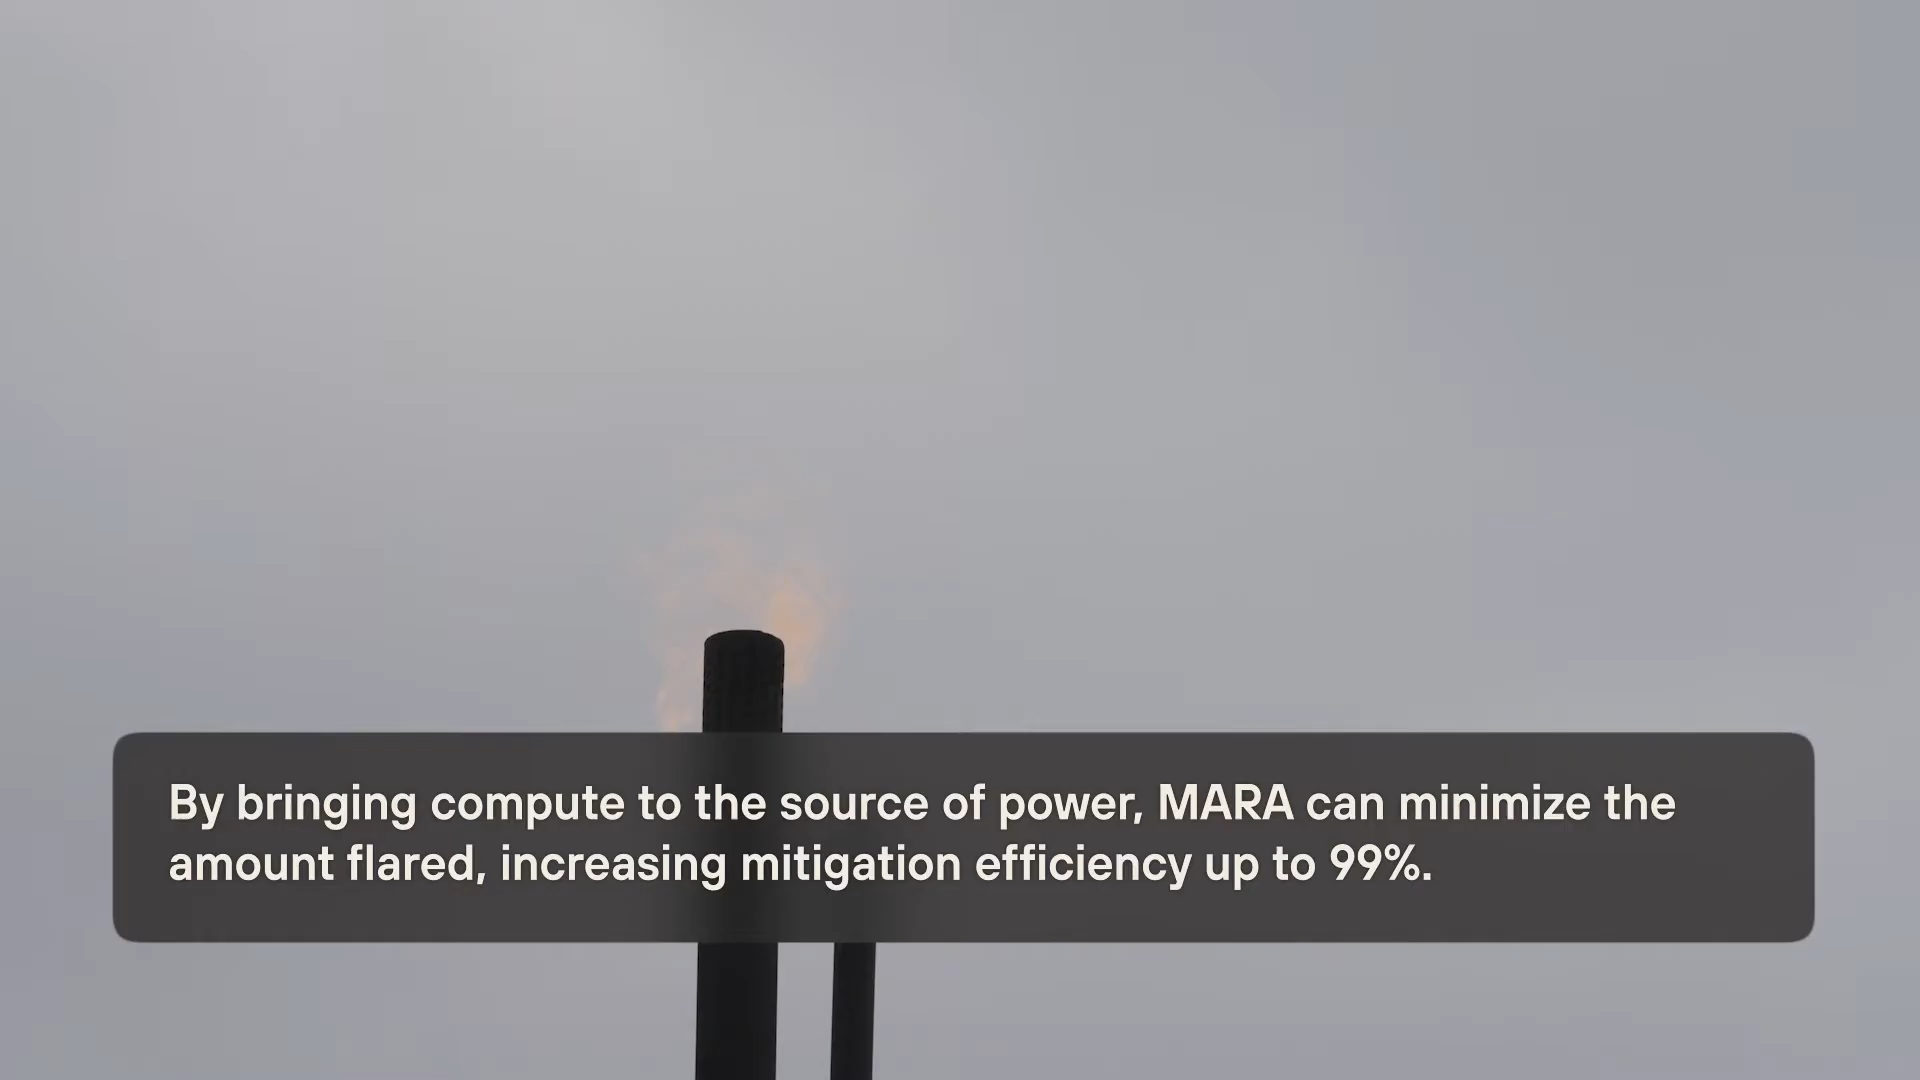 By bringing compute to the source of power, MARA can minimize the
amount flared, increasing mitigation efficiency up to 99%.